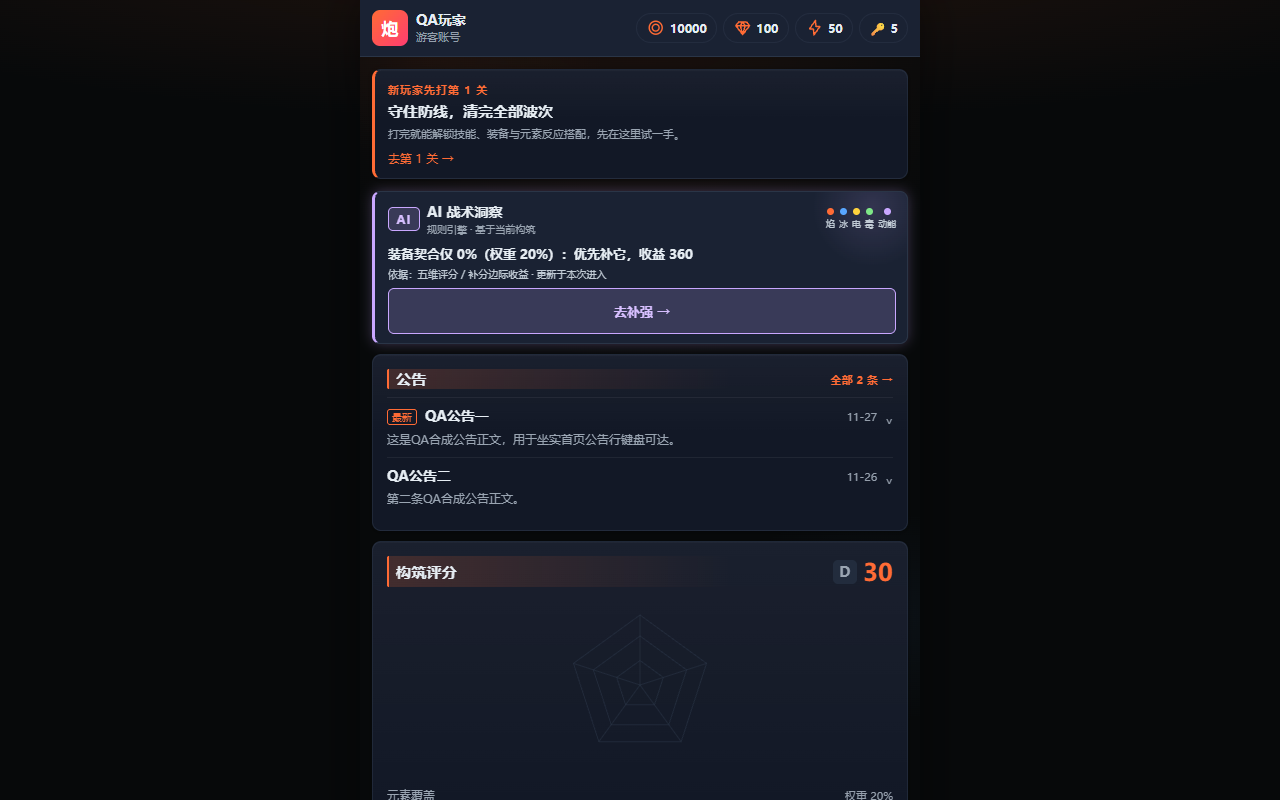 炮
QA玩家
游客账号
10000
100
50
5
新玩家先打第 1 关
守住防线，清完全部波次
打完就能解锁技能、装备与元素反应搭配，先在这里试一手。
去第 1 关 →
AI
AI 战术洞察
规则引擎 · 基于当前构筑
焰 冰 电 毒 动能
装备契合仅 0%（权重 20%）：优先补它，收益 360
依据：五维评分 / 补分边际收益 · 更新于本次进入
去补强 →
公告
全部 2 条 →
最新 QA公告一
11-27
这是QA合成公告正文，用于坐实首页公告行键盘可达。
QA公告二
11-26
第二条QA合成公告正文。
构筑评分
D 30
元素覆盖
权重 20%